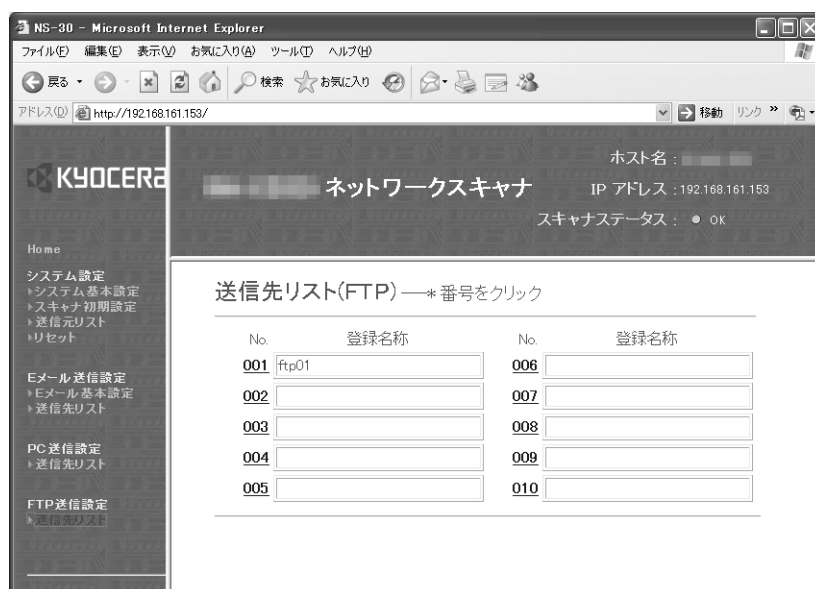 NS-30 - Microsoft Internet Explorer
ファイル(F) 編集(E) 表示(V) お気に入り(A) ツール(T) ヘルプ(H)
戻る 検索 お気に入り
アドレス(D) http://192.168.161.153/ 移動 リンク »
KYOCERA
ネットワークスキャナ
ホスト名 :
IP アドレス : 192.168.161.153
スキャナステータス : OK
Home
システム設定
システム基本設定
スキャナ初期設定
送信元リスト
リセット
Eメール送信設定
Eメール基本設定
送信先リスト
PC送信設定
送信先リスト
FTP送信設定
送信先リスト
送信先リスト(FTP)──*番号をクリック
No. 登録名称 No. 登録名称
001 ftp01 006
002 007
003 008
004 009
005 010